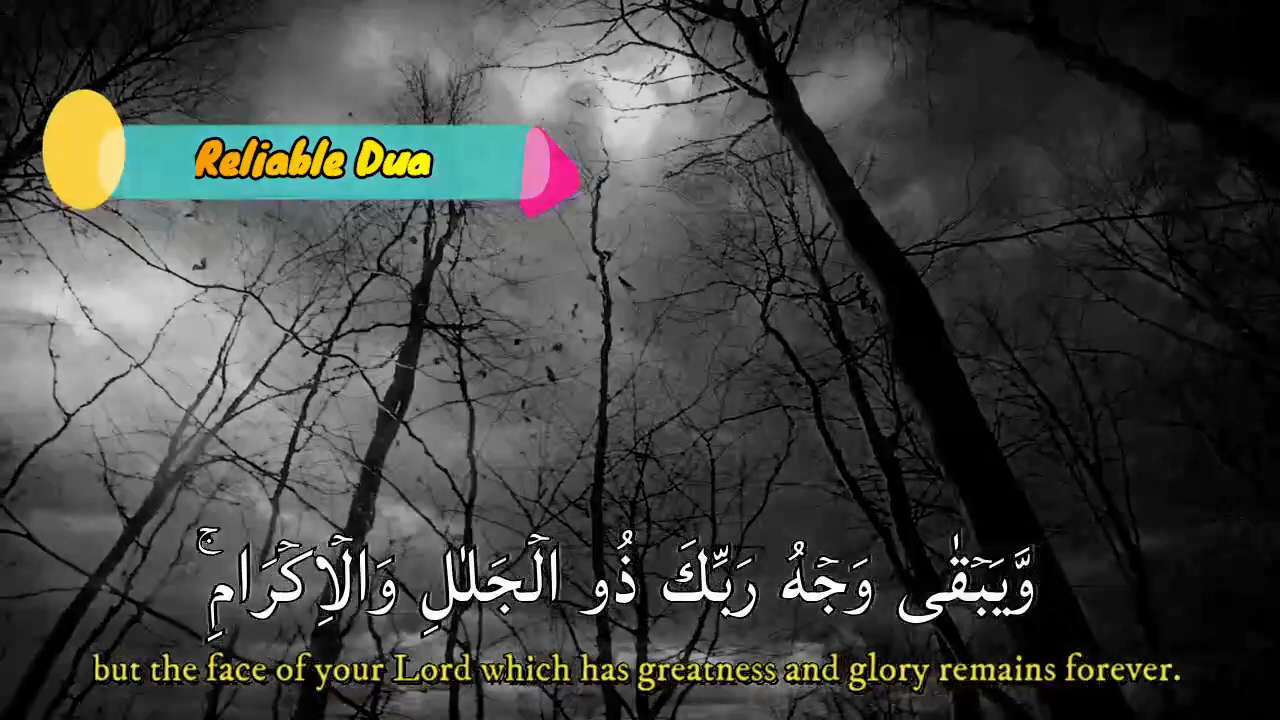 Reliable Dua
وَّيَبۡقٰى وَجۡهُ رَبِّكَ ذُو الۡجَلٰلِ وَالۡاِكۡرَامِ​ۚ
but the face of your Lord which has greatness and glory remains forever.